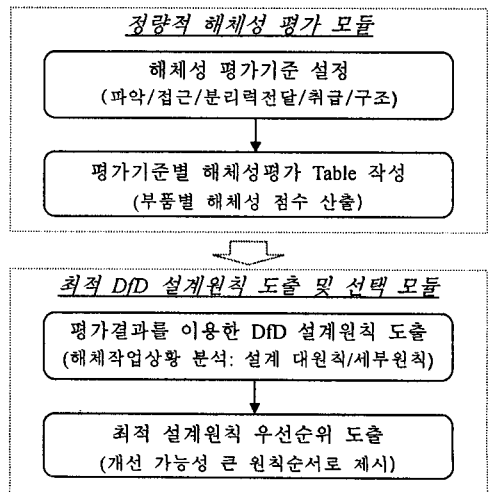 정량적 해체성 평가 모듈
해체성 평가기준 설정
(파악/접근/분리력전달/취급/구조)
평가기준별 해체성평가 Table 작성
(부품별 해체성 점수 산출)
최적 DfD 설계원칙 도출 및 선택 모듈
평가결과를 이용한 DfD 설계원칙 도출
(해체작업상황 분석: 설계 대원칙/세부원칙)
최적 설계원칙 우선순위 도출
(개선 가능성 큰 원칙순서로 제시)